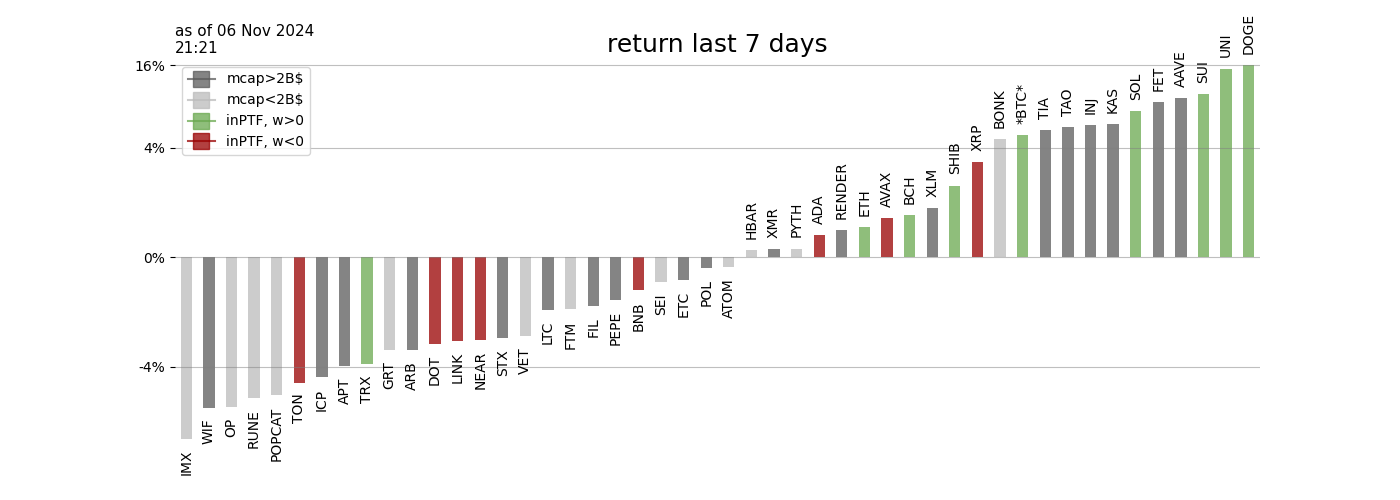 as of 06 Nov 2024
21:21
return last 7 days
16%
4%
0%
-4%
mcap>2B$
mcap<2B$
inPTF, w>0
inPTF, w<0
IMX
WIF
OP
RUNE
POPCAT
TON
ICP
APT
TRX
GRT
ARB
DOT
LINK
NEAR
STX
VET
LTC
FTM
FIL
PEPE
BNB
SEI
ETC
POL
ATOM
HBAR
XMR
PYTH
ADA
RENDER
ETH
AVAX
BCH
XLM
SHIB
XRP
BONK
*BTC*
TIA
TAO
INJ
KAS
SOL
FET
AAVE
SUI
UNI
DOGE